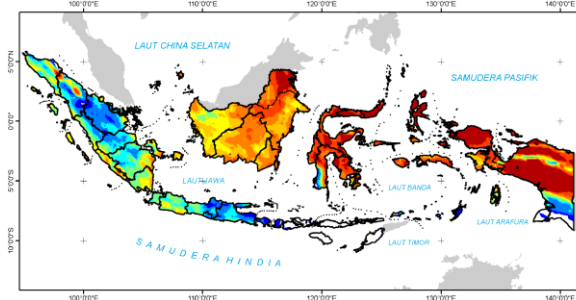 100°0'0"E 110°0'0"E 120°0'0"E 130°0'0"E 140°0'0"E
LAUT CHINA SELATAN
SAMUDERA PASIFIK
5°0'0"N
0°0'0"
5°0'0"S
10°0'0"S
LAUT JAWA
LAUT BANDA
LAUT ARAFURA
LAUT TIMOR
SAMUDERA HINDIA
100°0'0"E 110°0'0"E 120°0'0"E 130°0'0"E 140°0'0"E